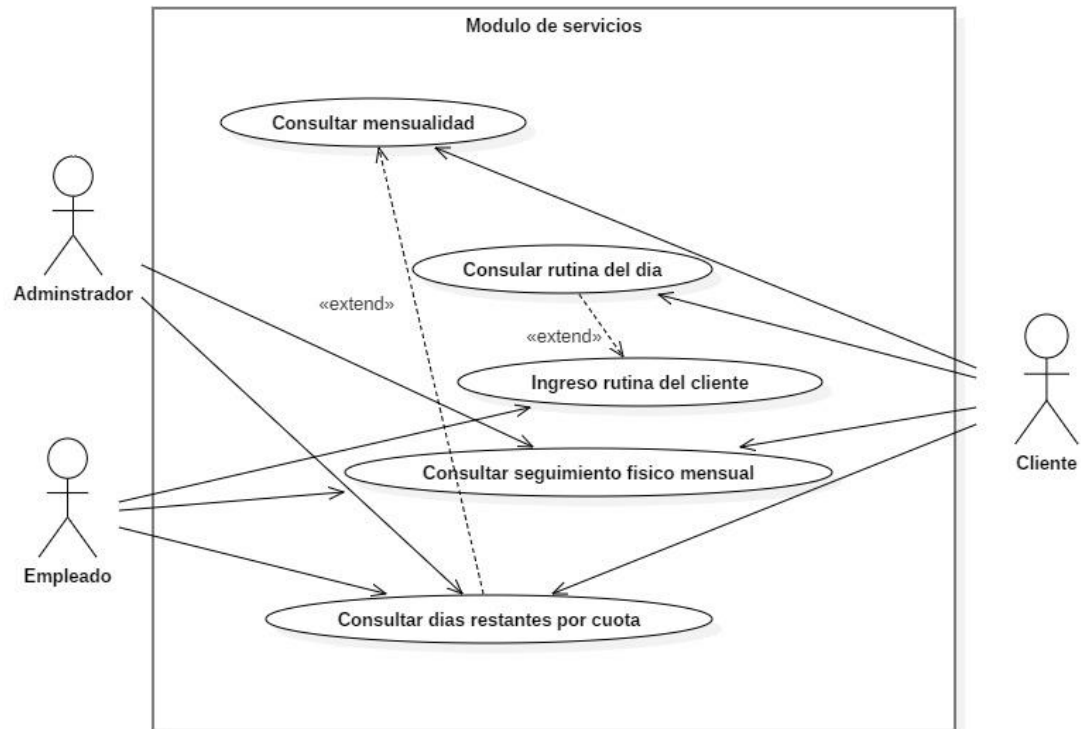 Modulo de servicios
Consultar mensualidad
Adminstrador
Consular rutina del dia
«extend»
«extend»
Ingreso rutina del cliente
Consultar seguimiento fisico mensual
Cliente
Empleado
Consultar dias restantes por cuota